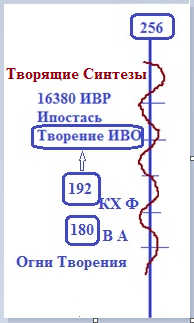 256
Творящие Синтезы
16380 ИВР
Ипостась
Творение ИВО
192
КХ Ф
180
В А
Огни Творения